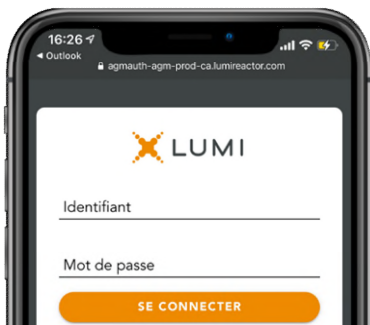 16:26
◀ Outlook
agmauth-agm-prod-ca.lumireactor.com
LUMI
Identifiant
Mot de passe
SE CONNECTER